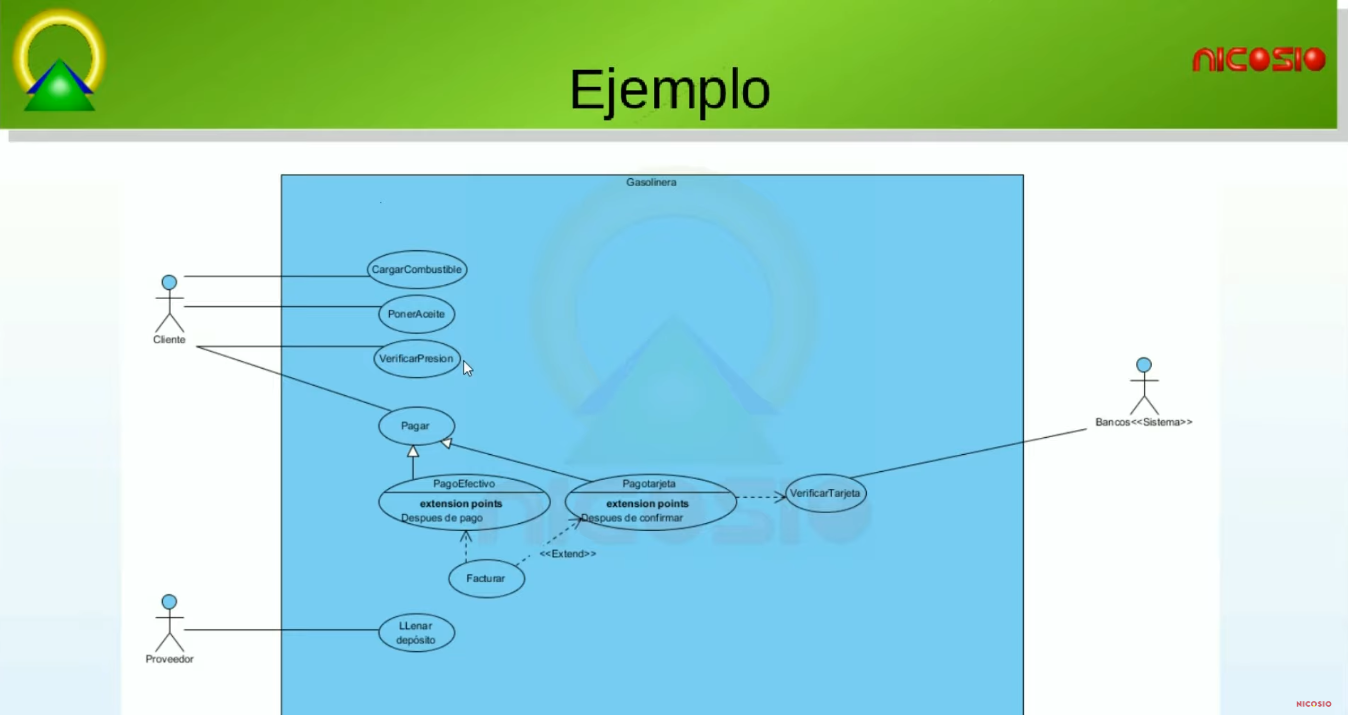 NICOSIO
Ejemplo
Gasolinera
CargarCombustible
PonerAceite
Cliente
VerificarPresion
Pagar
Bancos<<Sistema>>
PagoEfectivo
extension points
Despues de pago
Pagotarjeta
extension points
Despues de confirmar
VerificarTarjeta
<<Extend>>
Facturar
LLenar
depósito
Proveedor
NICOSIO
NICOSIO